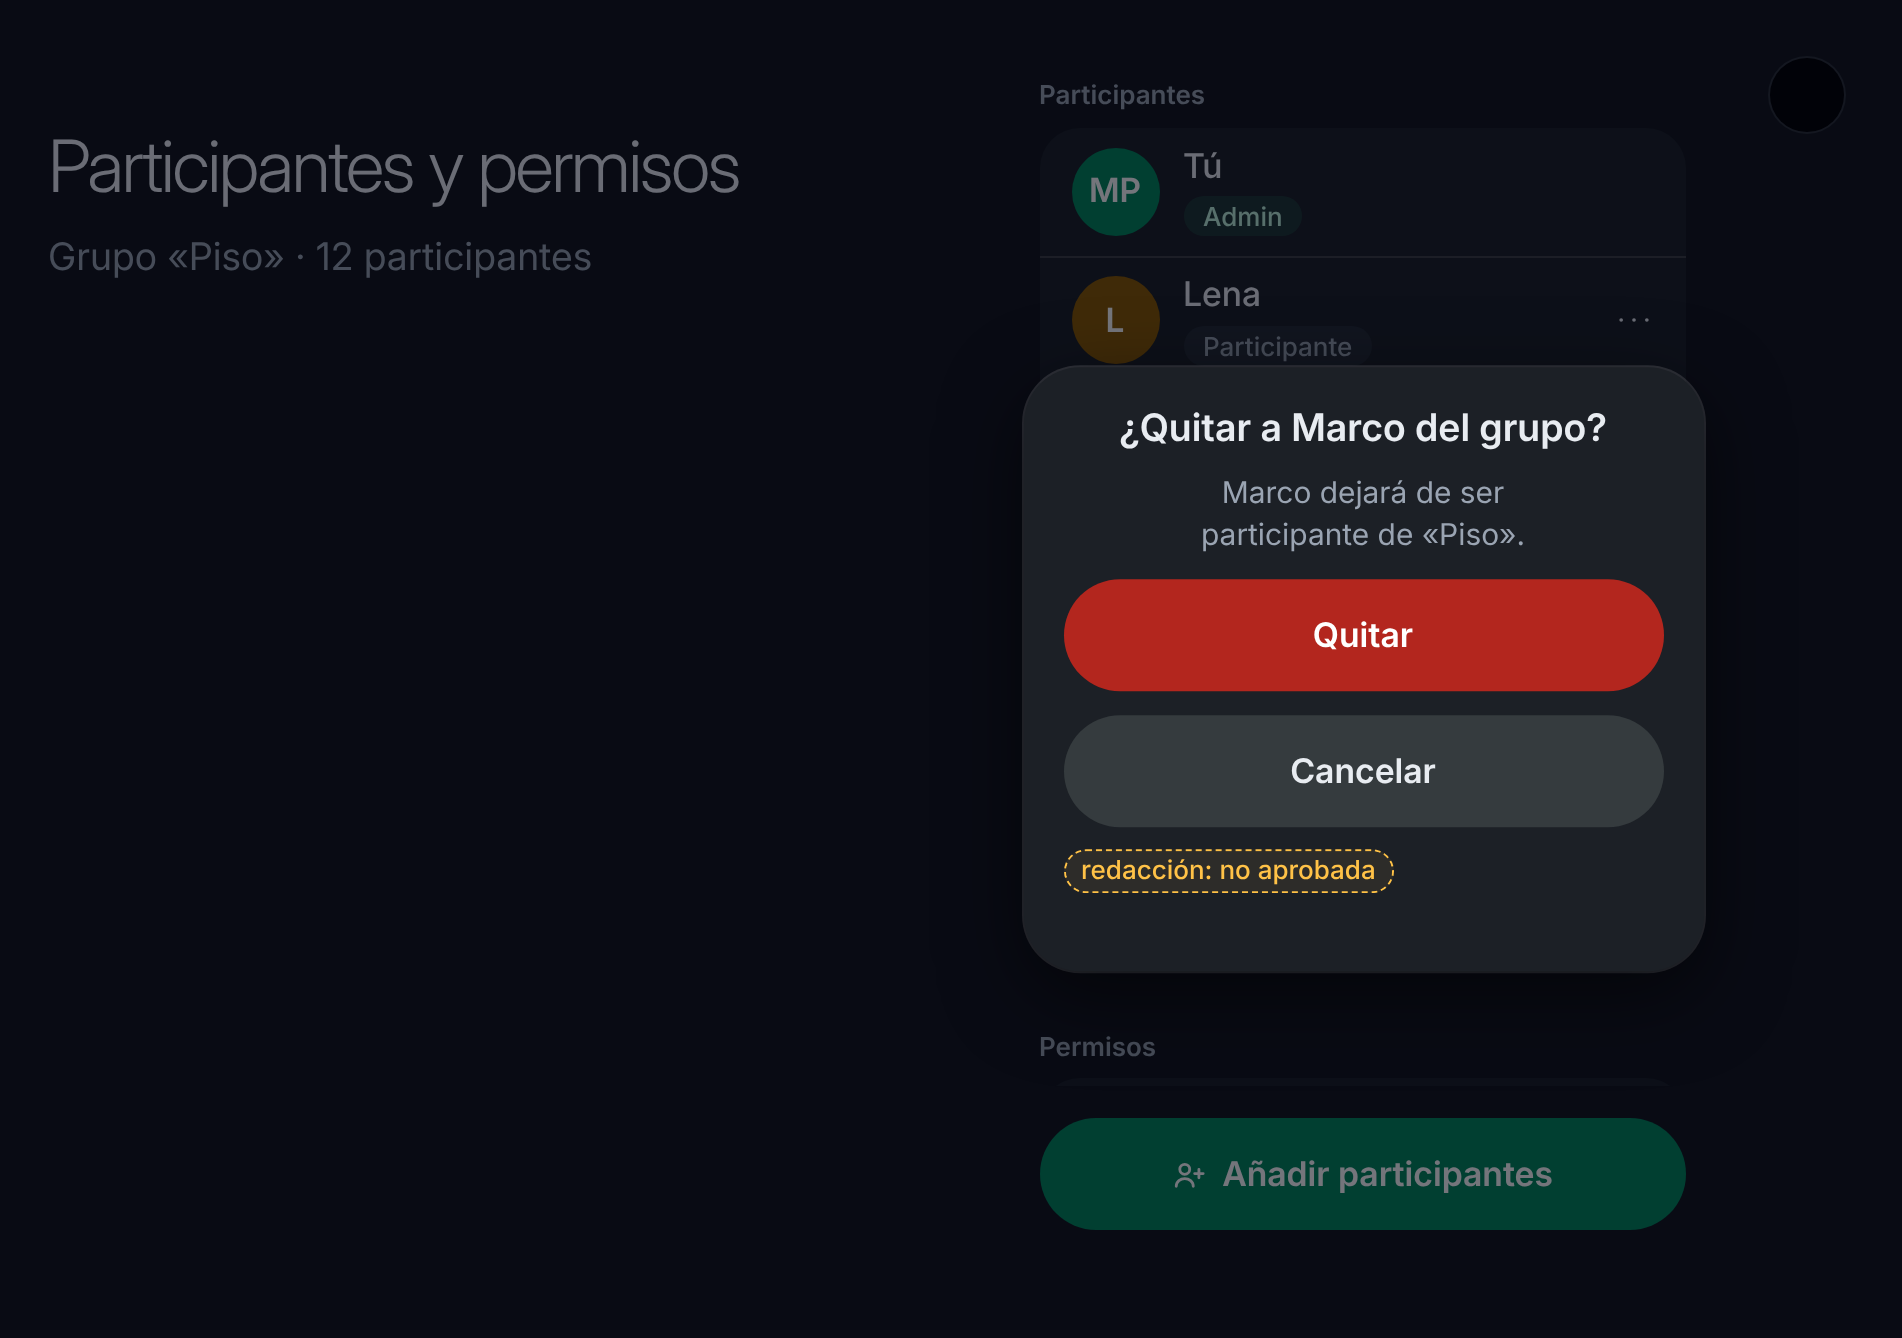 Participantes y permisos
Grupo «Piso» · 12 participantes
Participantes
MP
Tú
Admin
L
Lena
Participante
¿Quitar a Marco del grupo?
Marco dejará de ser
participante de «Piso».
Quitar
Cancelar
redacción: no aprobada
Permisos
Añadir participantes